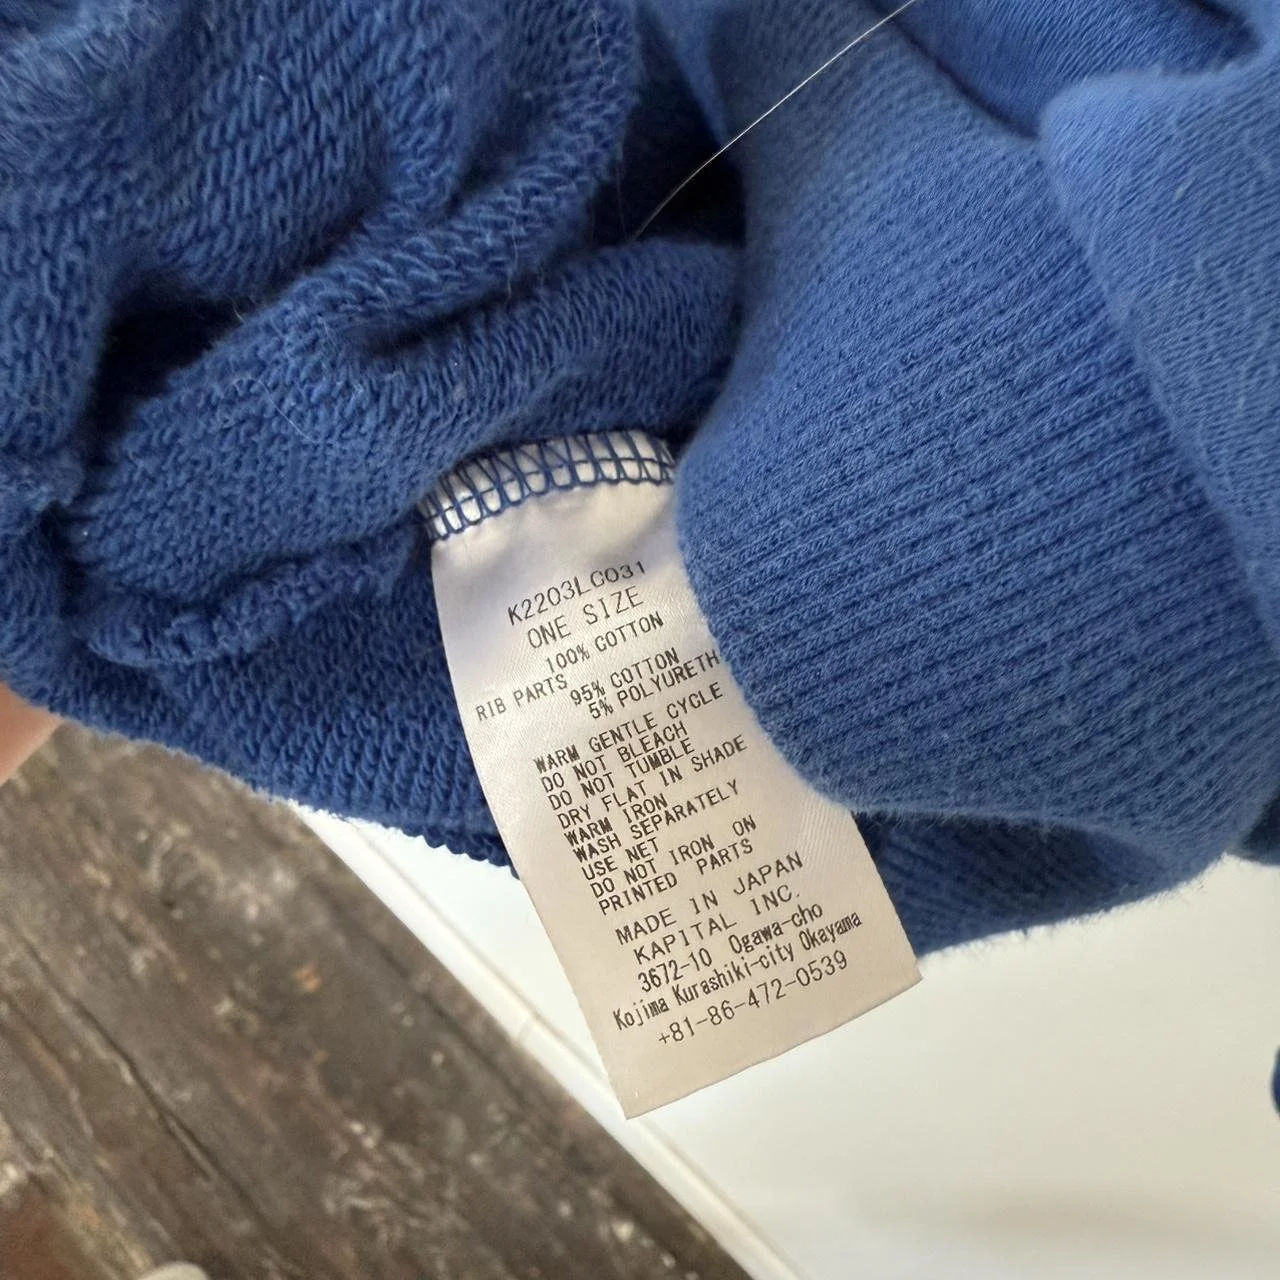 K2203LC031
ONE SIZE
100% COTTON
RIB PARTS 95% COTTON
5% POLYURETH
WARM GENTLE CYCLE
DO NOT BLEACH
DO NOT TUMBLE
DRY FLAT IN SHADE
WARM IRON
WASH SEPARATELY
USE NET
DO NOT IRON ON
PRINTED PARTS
MADE IN JAPAN
KAPITAL INC.
3672-10 Ogawa-cho
Kojima Kurashiki-city Okayama
+81-86-472-0539